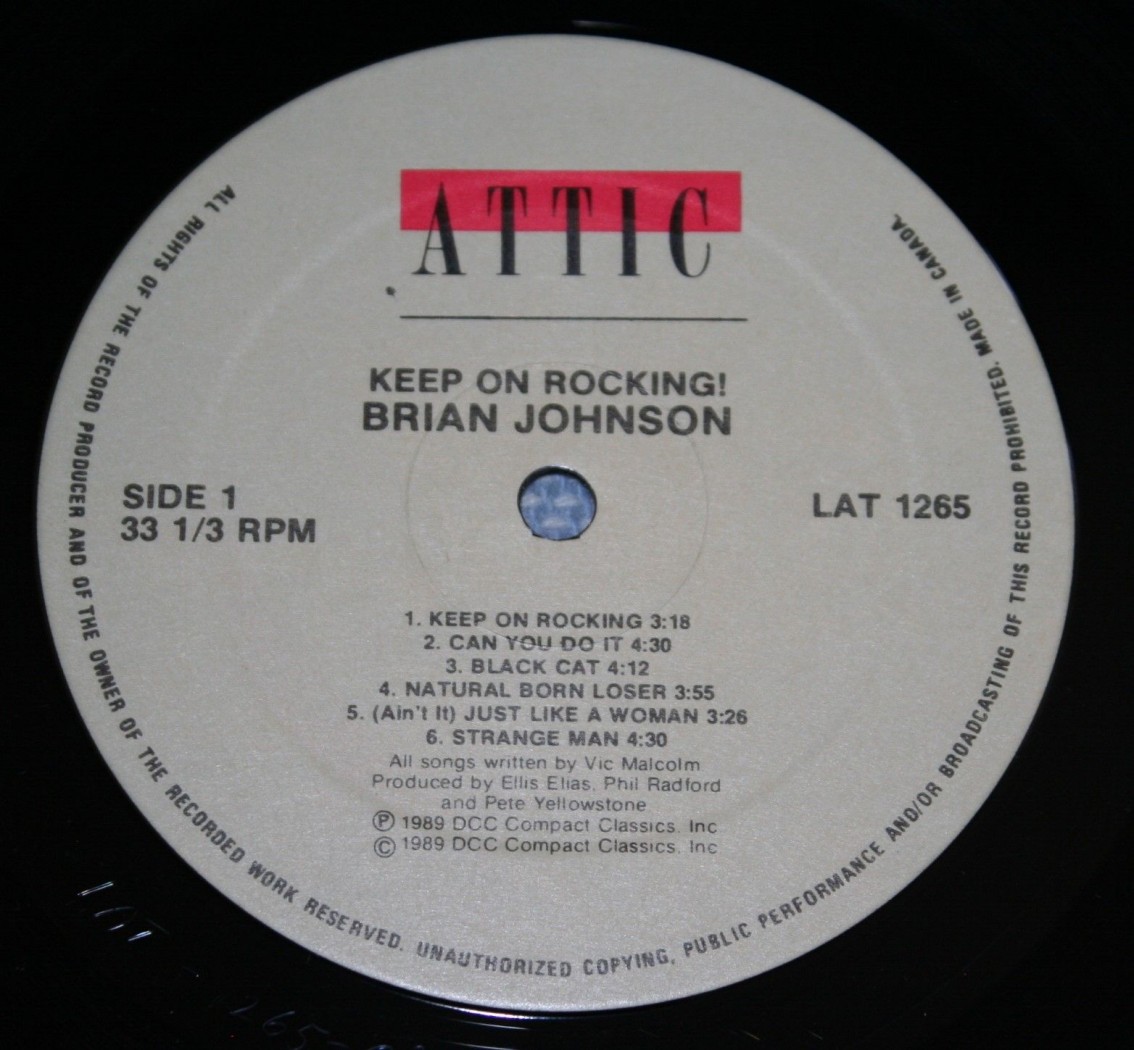 ATTIC
KEEP ON ROCKING!
BRIAN JOHNSON
SIDE 1
33 1/3 RPM
LAT 1265
1. KEEP ON ROCKING 3:18
2. CAN YOU DO IT 4:30
3. BLACK CAT 4:12
4. NATURAL BORN LOSER 3:55
5. (Ain't It) JUST LIKE A WOMAN 3:26
6. STRANGE MAN 4:30
All songs written by Vic Malcolm
Produced by Ellis Elias, Phil Radford
and Pete Yellowstone
Ⓟ 1989 DCC Compact Classics, Inc
© 1989 DCC Compact Classics, Inc
ALL RIGHTS OF THE RECORD PRODUCER AND OF THE OWNER OF THE RECORDED WORK RESERVED. UNAUTHORIZED COPYING, PUBLIC PERFORMANCE AND/OR BROADCASTING OF THIS RECORD PROHIBITED. MADE IN CANADA.